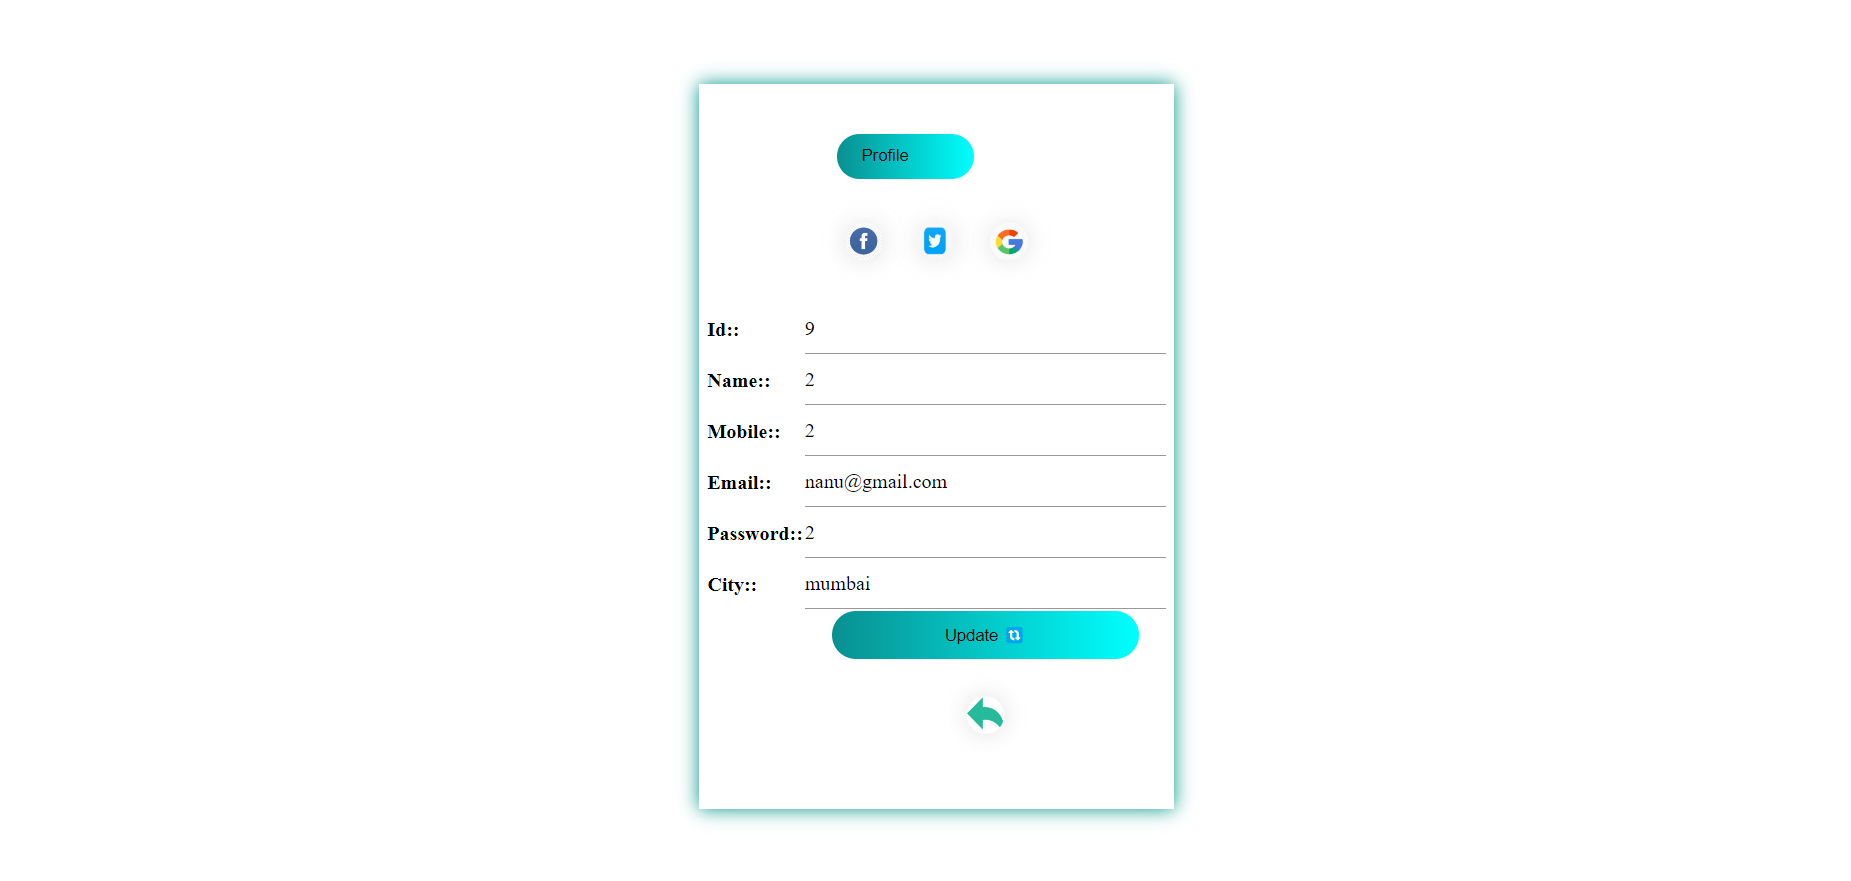 Profile
Id:: 9
Name:: 2
Mobile:: 2
Email:: nanu@gmail.com
Password:: 2
City:: mumbai
Update